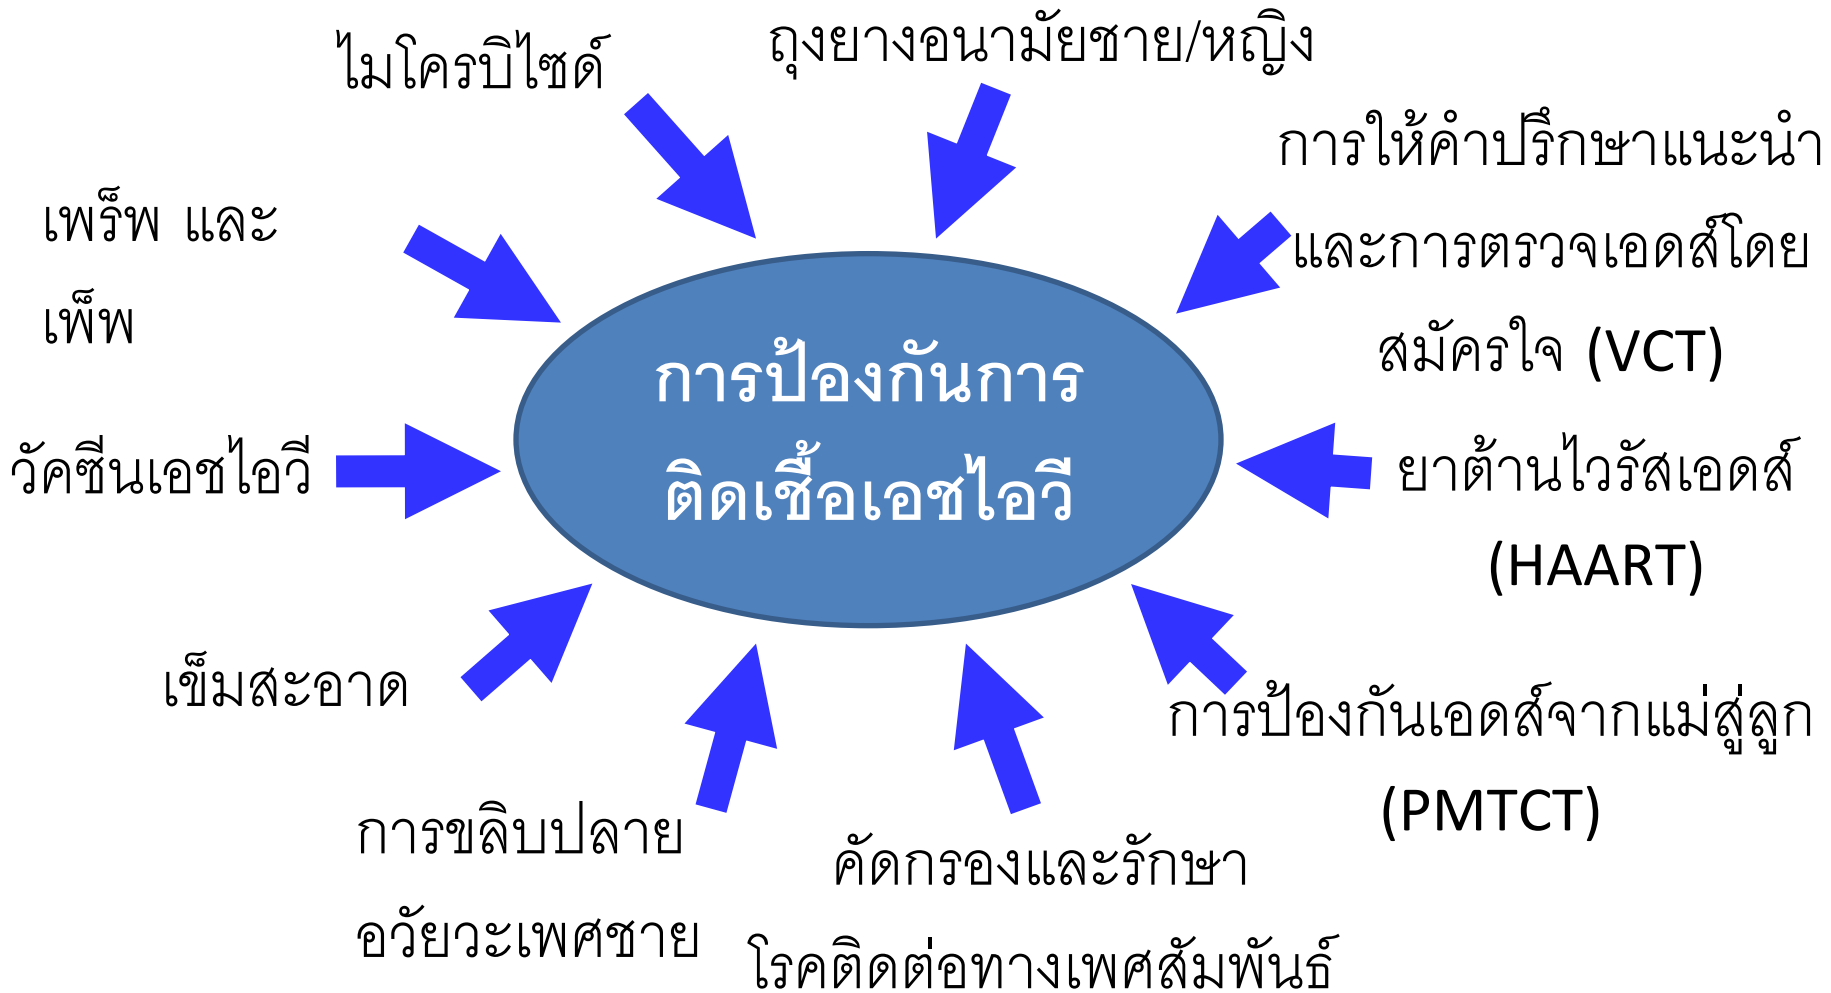 ไมโครบิไซด์
ถุงยางอนามัยชาย/หญิง
การให้คำปรึกษาแนะนำ
และการตรวจเอดส์โดย
สมัครใจ (VCT)
เพร็พ และ
เพ็พ
การป้องกันการ
ติดเชื้อเอชไอวี
วัคซีนเอชไอวี
ยาต้านไวรัสเอดส์
(HAART)
เข็มสะอาด
การป้องกันเอดส์จากแม่สู่ลูก
(PMTCT)
การขลิบปลาย
อวัยวะเพศชาย
คัดกรองและรักษา
โรคติดต่อทางเพศสัมพันธ์